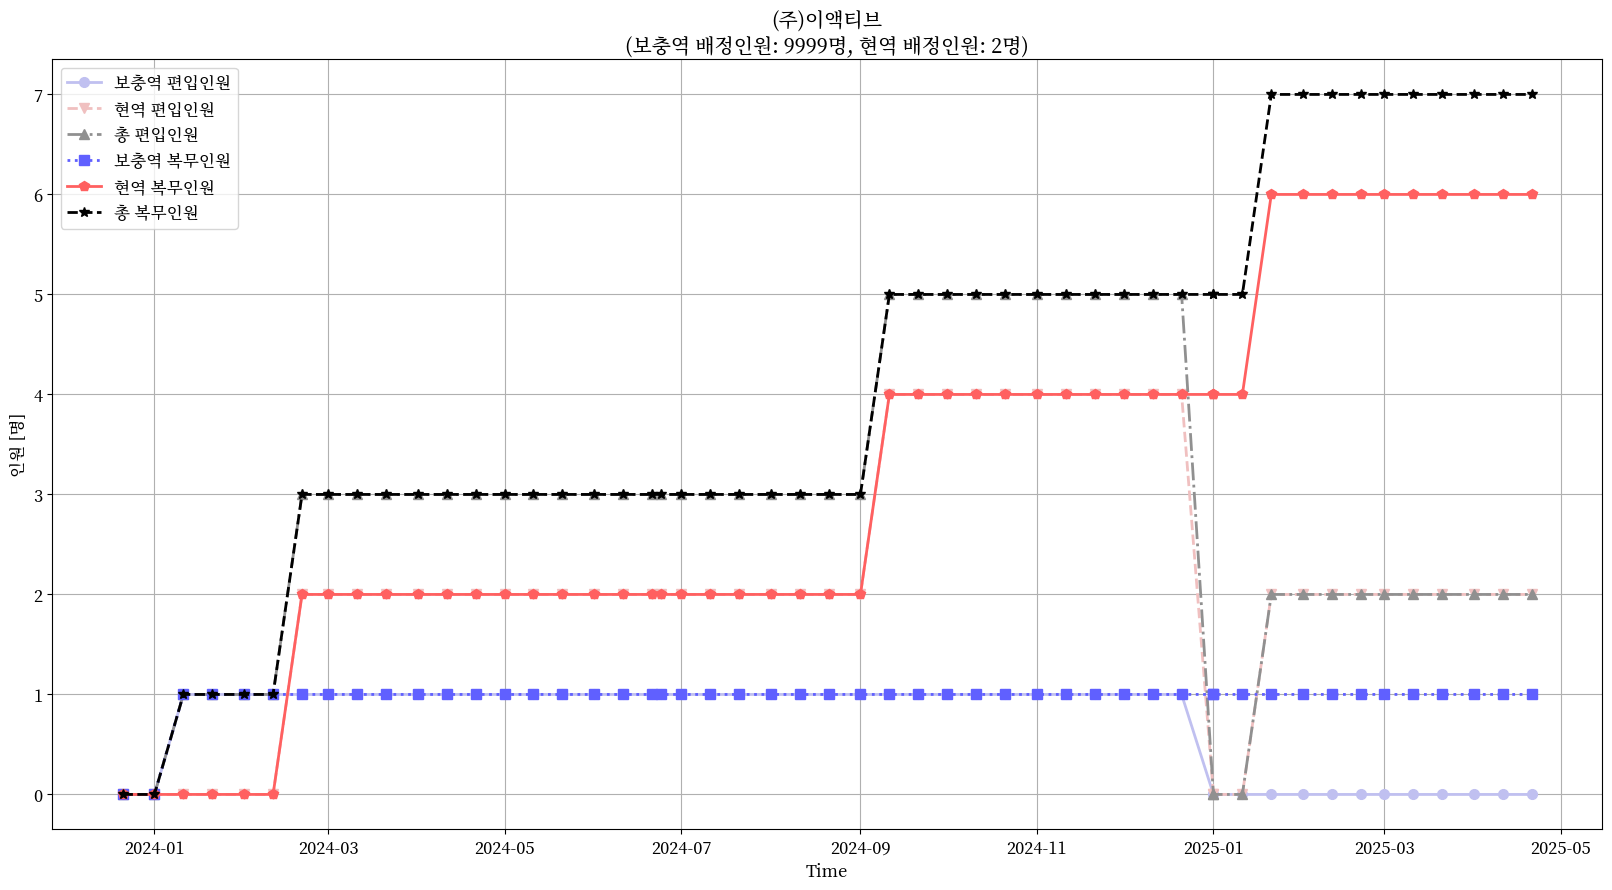 (주)이액티브
(보충역 배정인원: 9999명, 현역 배정인원: 2명)
보충역 편입인원
현역 편입인원
총 편입인원
보충역 복무인원
현역 복무인원
총 복무인원
인원 [명]
7
6
5
4
3
2
1
0
2024-01
2024-03
2024-05
2024-07
2024-09
2024-11
2025-01
2025-03
2025-05
Time